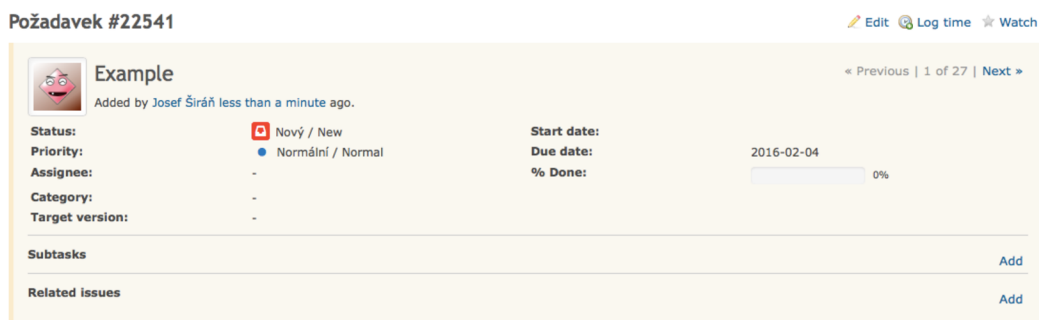 Požadavek #22541
Edit Log time Watch
Example
« Previous | 1 of 27 | Next »
Added by Josef Širáň less than a minute ago.
Status: Nový / New Start date:
Priority: Normální / Normal Due date: 2016-02-04
Assignee: - % Done: 0%
Category: -
Target version: -
Subtasks Add
Related issues Add